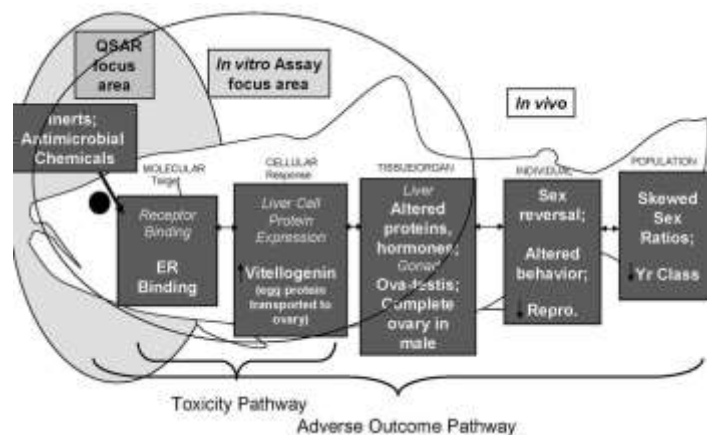 QSAR
focus
area
In vitro Assay
focus area
In vivo
Inerts;
Antimicrobial
Chemicals
MOLECULAR
Target
CELLULAR
Response
TISSUE/ORGAN
INDIVIDUAL
POPULATION
Receptor
Binding
ER
Binding
Liver Cell
Protein
Expression
Vitellogenin
(egg protein
transported to
ovary)
Liver
Altered
proteins,
hormones;
Gonad
Ova-testis;
Complete
ovary in
male
Sex
reversal;
Altered
behavior;
Repro.
Skewed
Sex
Ratios;
Yr Class
Toxicity Pathway
Adverse Outcome Pathway